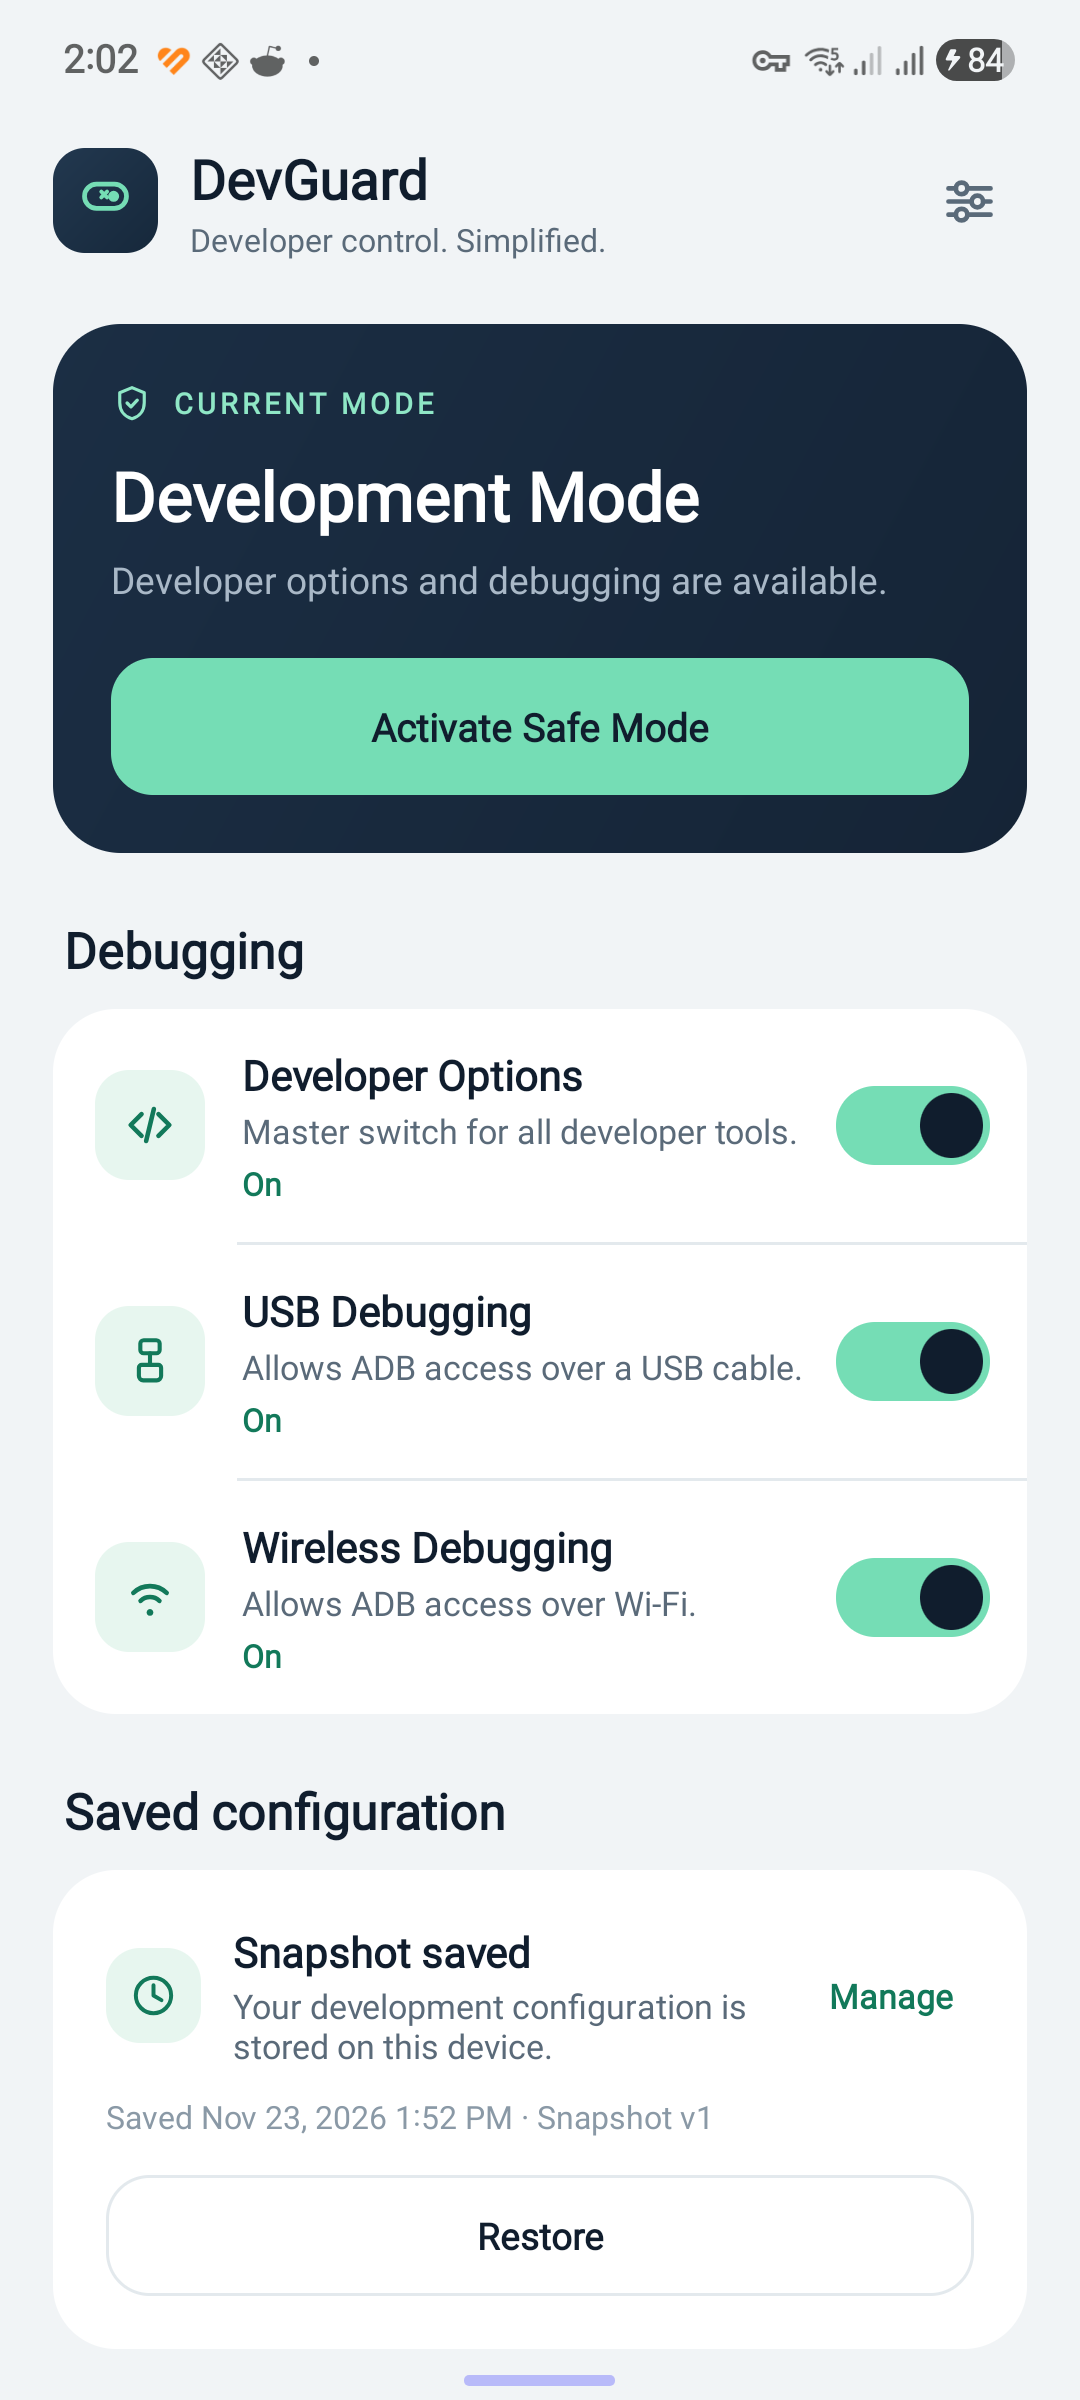 2:02
5
84
DevGuard
Developer control. Simplified.
CURRENT MODE
Development Mode
Developer options and debugging are available.
Activate Safe Mode
Debugging
Developer Options
Master switch for all developer tools.
On
USB Debugging
Allows ADB access over a USB cable.
On
Wireless Debugging
Allows ADB access over Wi-Fi.
On
Saved configuration
Snapshot saved
Your development configuration is
stored on this device.
Manage
Saved Nov 23, 2026 1:52 PM · Snapshot v1
Restore